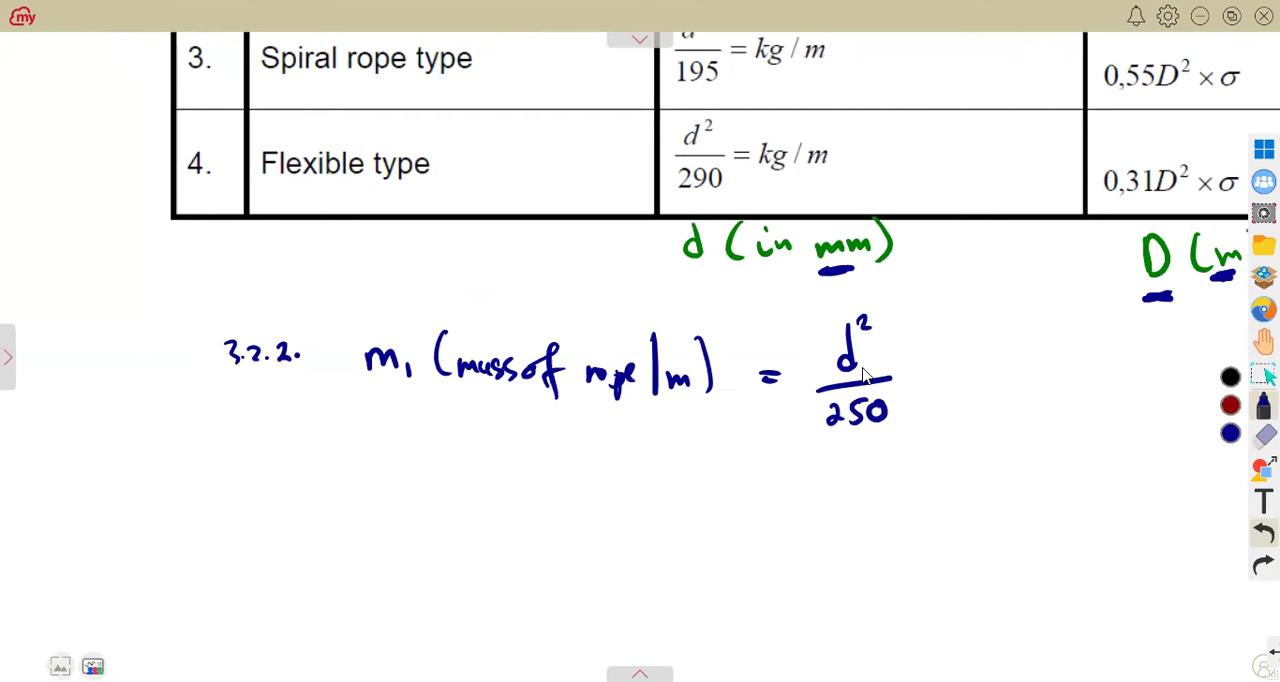 my
3. Spiral rope type d/195 = kg / m 0,55D² × σ
4. Flexible type d²/290 = kg / m 0,31D² × σ
d (in mm) D (m
3.2.2. m₁ (mass of rope | m) = d²/250
T